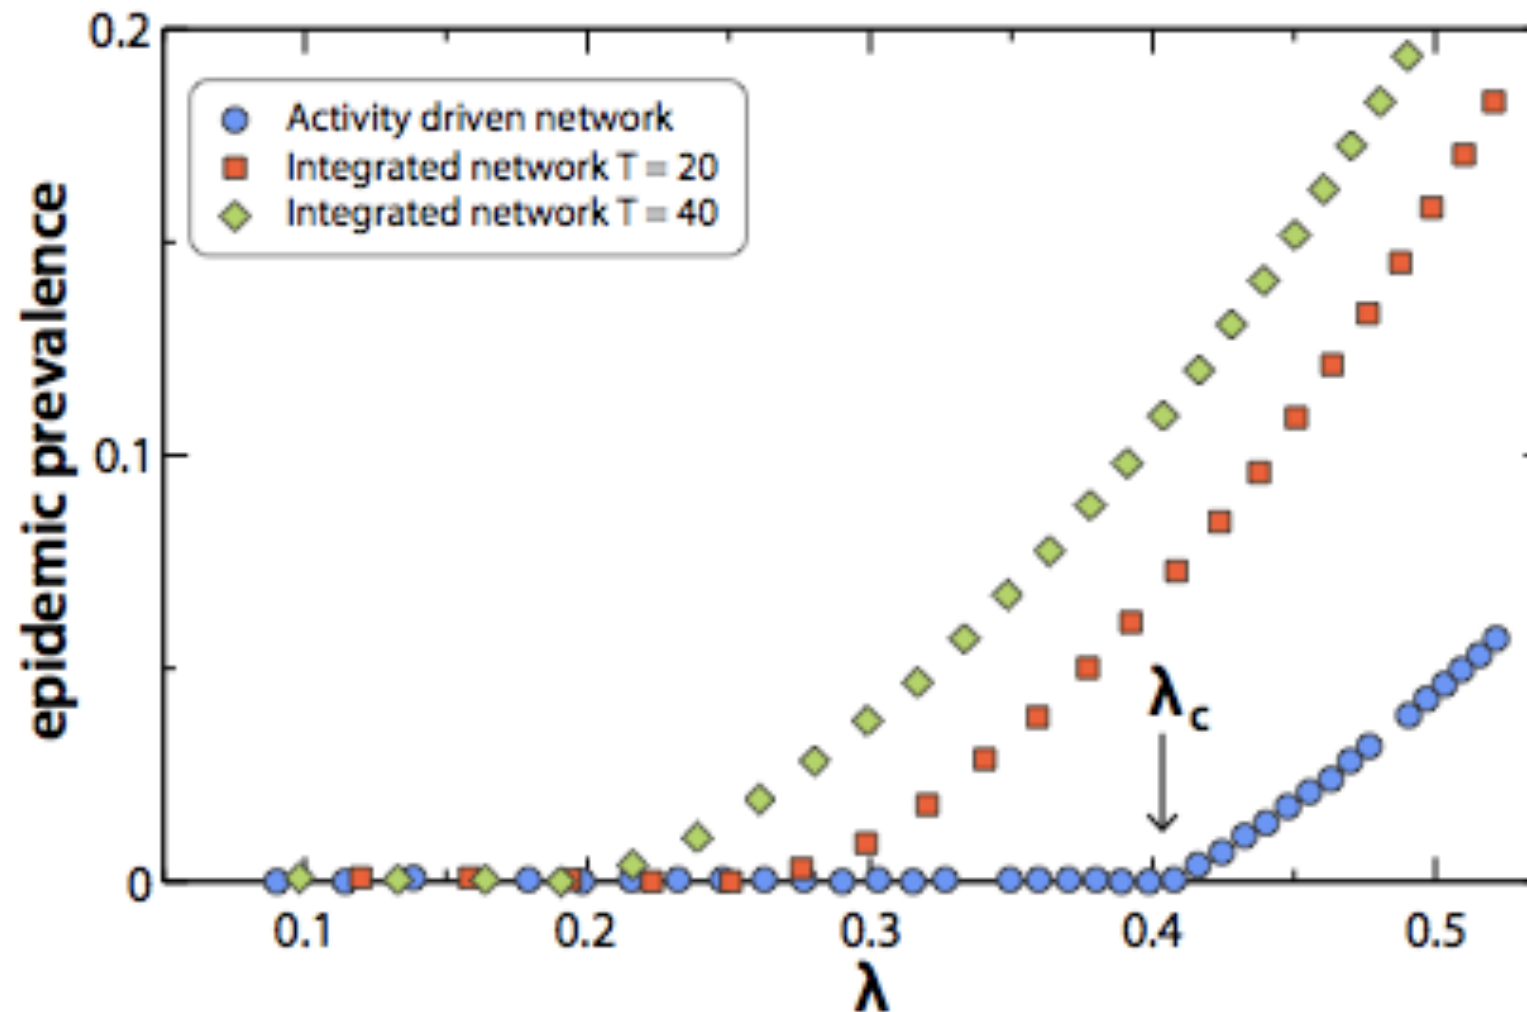 0.2
Activity driven network
Integrated network T = 20
Integrated network T = 40
epidemic prevalence
0.1
λc
0
0.1 0.2 0.3 0.4 0.5
λ